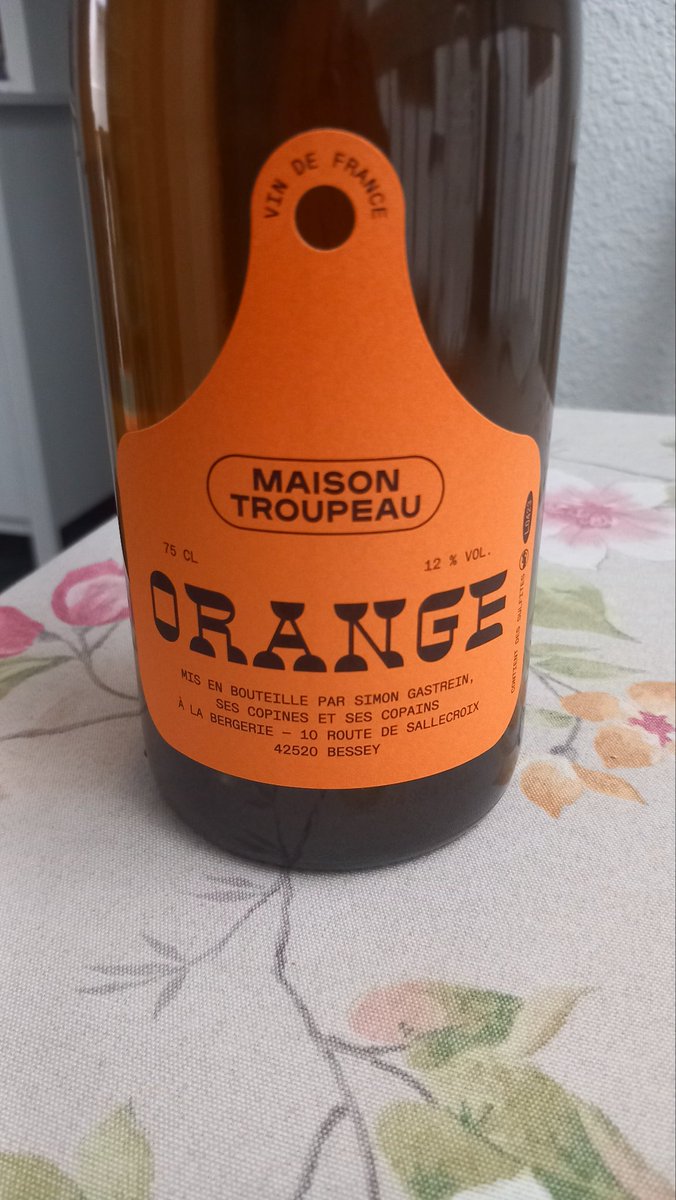 VIN DE FRANCE
MAISON
TROUPEAU
75 CL
12 % VOL.
ORANGE
MIS EN BOUTEILLE PAR SIMON GASTREIN,
SES COPINES ET SES COPAINS
À LA BERGERIE – 10 ROUTE DE SALLECROIX
42520 BESSEY
CONTIENT DES SULFITES